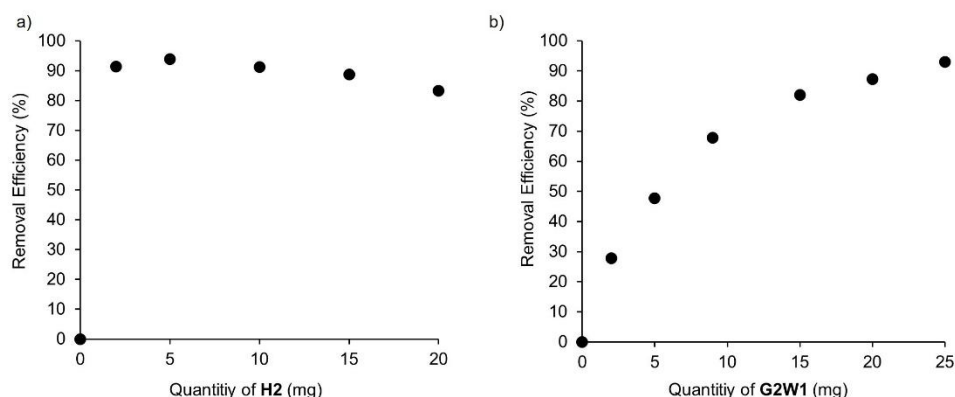 a)
100
90
80
70
60
50
40
30
20
10
0
Removal Efficiency (%)
0 5 10 15 20
Quantitiy of H2 (mg)
b)
100
90
80
70
60
50
40
30
20
10
0
Removal Efficiency (%)
0 5 10 15 20 25
Quantitiy of G2W1 (mg)